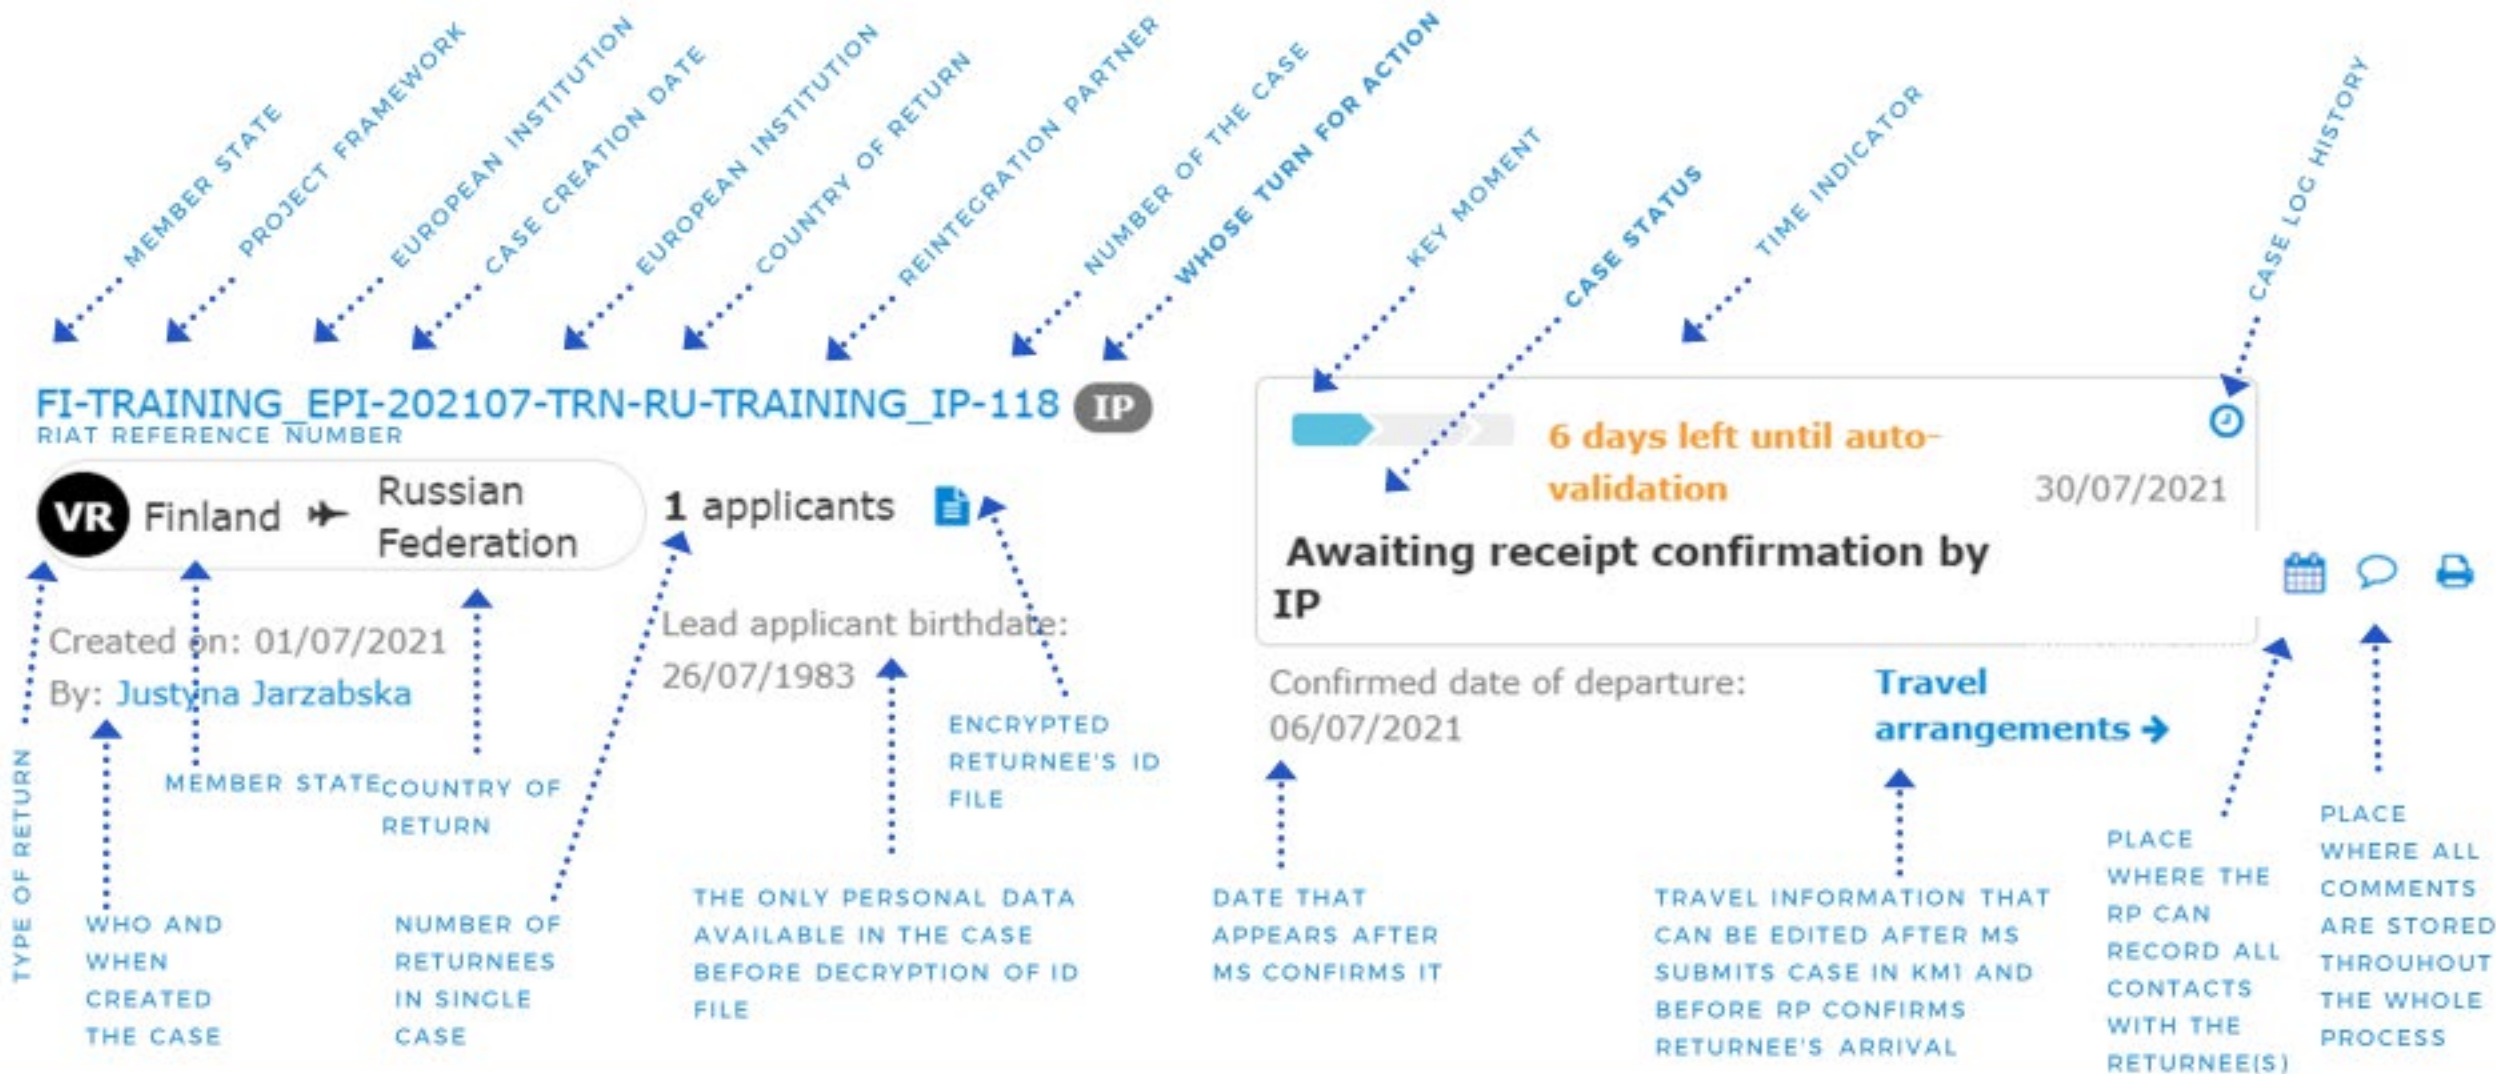 MEMBER STATE
PROJECT FRAMEWORK
EUROPEAN INSTITUTION
CASE CREATION DATE
EUROPEAN INSTITUTION
COUNTRY OF RETURN
REINTEGRATION PARTNER
NUMBER OF THE CASE
WHOSE TURN FOR ACTION
KEY MOMENT
CASE STATUS
TIME INDICATOR
CASE LOG HISTORY
FI-TRAINING_EPI-202107-TRN-RU-TRAINING_IP-118 IP
RIAT REFERENCE NUMBER
VR Finland
Russian
Federation
1 applicants
Created on: 01/07/2021
By: Justyna Jarzabska
Lead applicant birthdate:
26/07/1983
6 days left until auto-
validation
30/07/2021
Awaiting receipt confirmation by
IP
Confirmed date of departure:
06/07/2021
Travel
arrangements
TYPE OF RETURN
WHO AND
WHEN
CREATED
THE CASE
MEMBER STATE
COUNTRY OF
RETURN
NUMBER OF
RETURNEES
IN SINGLE
CASE
THE ONLY PERSONAL DATA
AVAILABLE IN THE CASE
BEFORE DECRYPTION OF ID
FILE
ENCRYPTED
RETURNEE'S ID
FILE
DATE THAT
APPEARS AFTER
MS CONFIRMS IT
TRAVEL INFORMATION THAT
CAN BE EDITED AFTER MS
SUBMITS CASE IN KM1 AND
BEFORE RP CONFIRMS
RETURNEE'S ARRIVAL
PLACE
WHERE THE
RP CAN
RECORD ALL
CONTACTS
WITH THE
RETURNEE(S)
PLACE
WHERE ALL
COMMENTS
ARE STORED
THROUHOUT
THE WHOLE
PROCESS